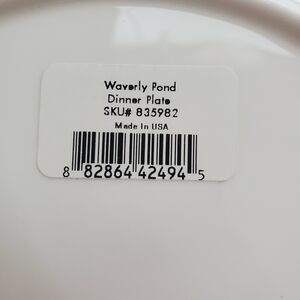 Waverly Pond
Dinner Plate
SKU# 835982
Made In USA
8 82864 42494 5